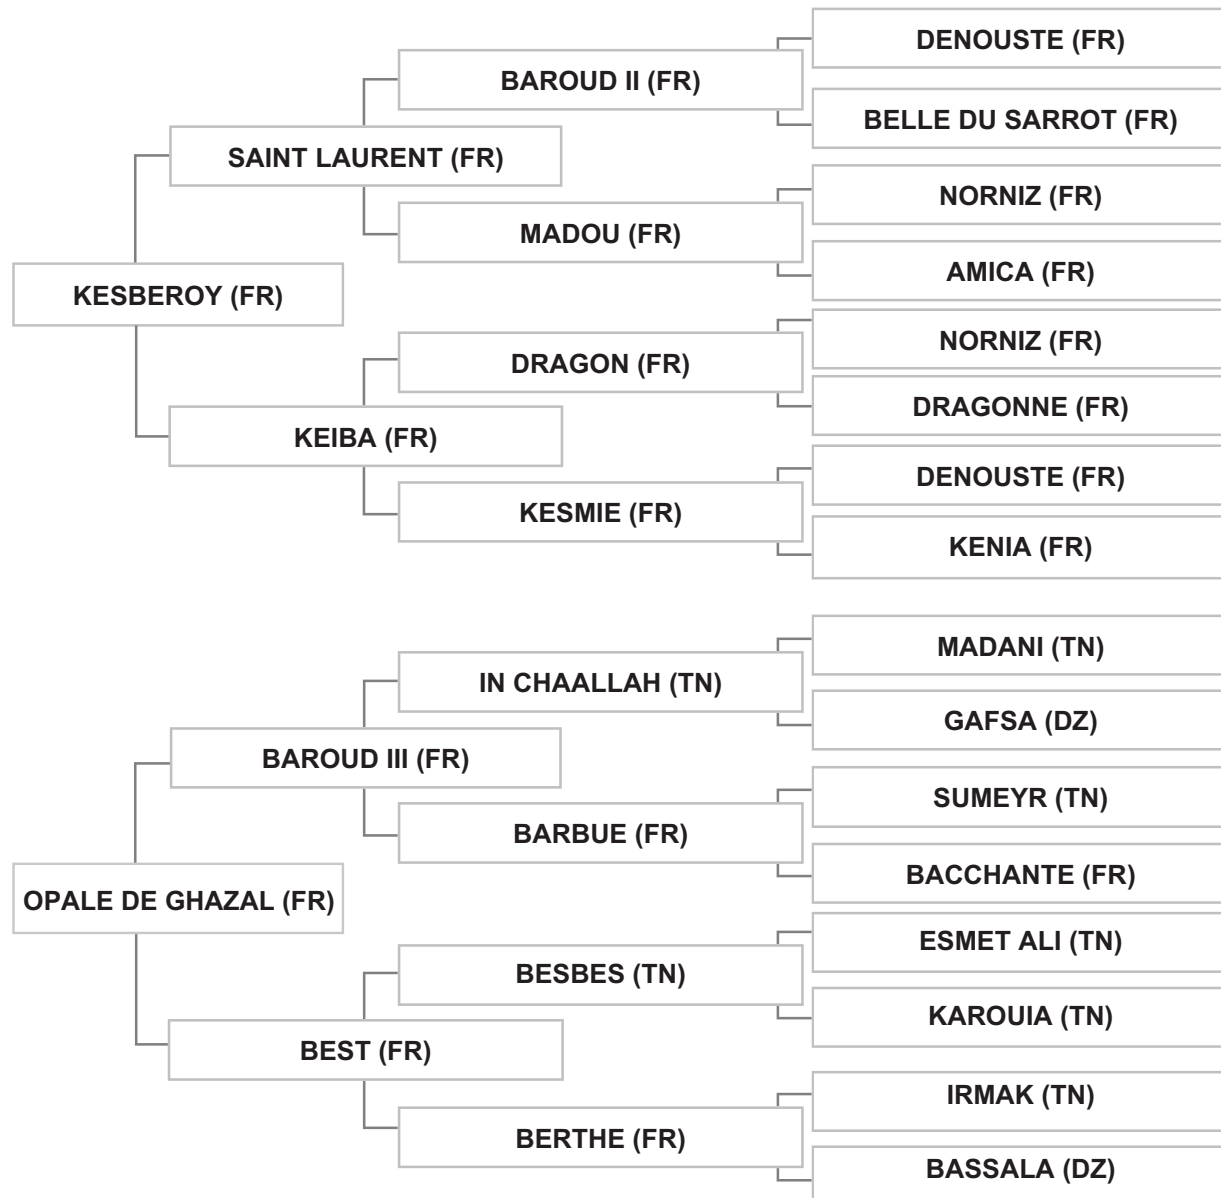 DENOUSTE (FR)
BAROUD II (FR)
BELLE DU SARROT (FR)
SAINT LAURENT (FR)
NORNIZ (FR)
MADOU (FR)
AMICA (FR)
KESBEROY (FR)
NORNIZ (FR)
DRAGON (FR)
DRAGONNE (FR)
KEIBA (FR)
DENOUSTE (FR)
KESMIE (FR)
KENIA (FR)
MADANI (TN)
IN CHAALLAH (TN)
GAFSA (DZ)
BAROUD III (FR)
SUMEYR (TN)
BARBUE (FR)
BACCHANTE (FR)
OPALE DE GHAZAL (FR)
ESMET ALI (TN)
BESBES (TN)
KAROUIA (TN)
BEST (FR)
IRMAK (TN)
BERTHE (FR)
BASSALA (DZ)